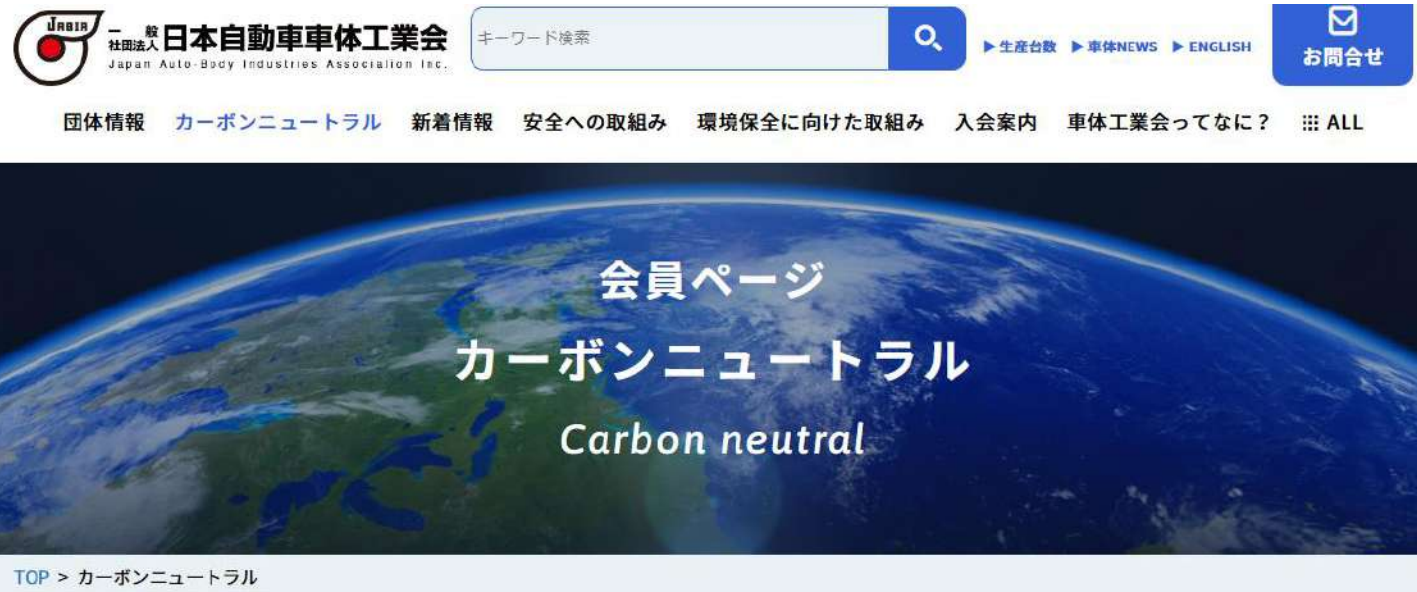 JABIA
一般
社団法人 日本自動車車体工業会
Japan Auto-Body Industries Association Inc.
キーワード検索
▶ 生産台数 ▶ 車体NEWS ▶ ENGLISH
お問合せ
団体情報 カーボンニュートラル 新着情報 安全への取組み 環境保全に向けた取組み 入会案内 車体工業会ってなに? ALL
会員ページ
カーボンニュートラル
Carbon neutral
TOP > カーボンニュートラル